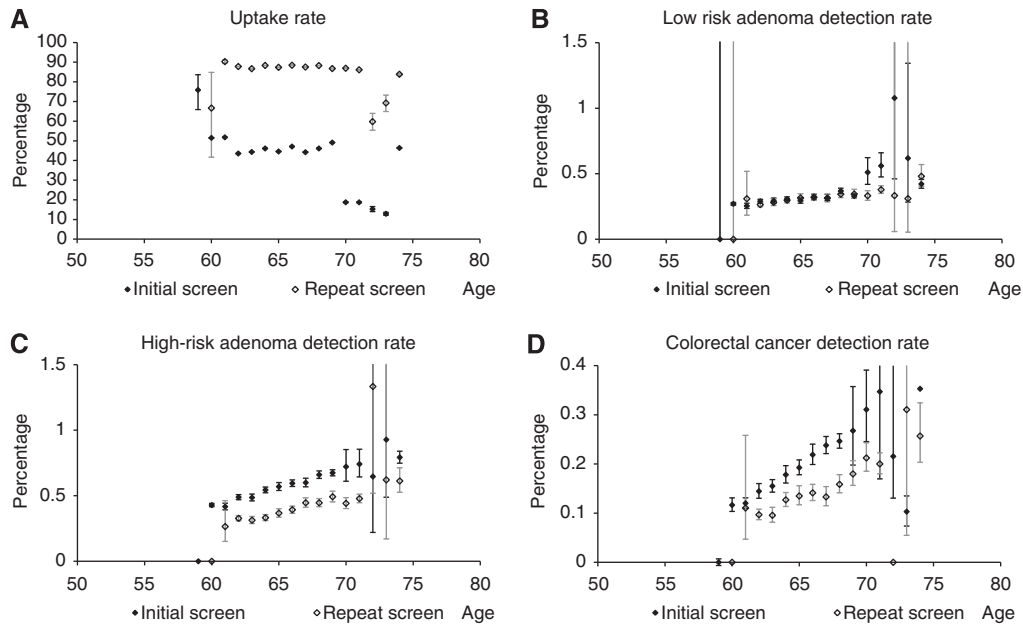 A
Uptake rate
Percentage
100
90
80
70
60
50
40
30
20
10
0
50 55 60 65 70 75 80
Initial screen Repeat screen Age
B
Low risk adenoma detection rate
Percentage
1.5
1
0.5
0
50 55 60 65 70 75 80
Initial screen Repeat screen Age
C
High-risk adenoma detection rate
Percentage
1.5
1
0.5
0
50 55 60 65 70 75 80
Initial screen Repeat screen Age
D
Colorectal cancer detection rate
Percentage
0.4
0.3
0.2
0.1
0
50 55 60 65 70 75 80
Initial screen Repeat screen Age